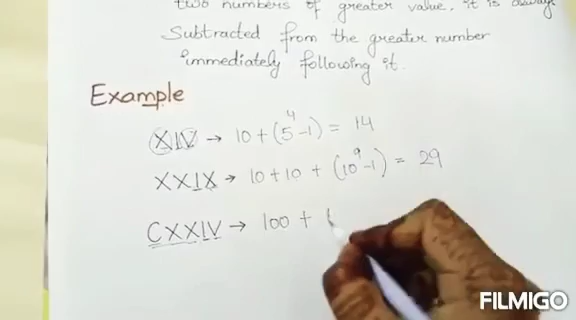 two numbers of greater value, it is always
Subtracted from the greater number
immediately following it.
Example
XIV → 10 + (5 - 1) = 14
4
XXIX → 10 + 10 + (10 - 1) = 29
9
CXXIV → 100 +
FILMIGO